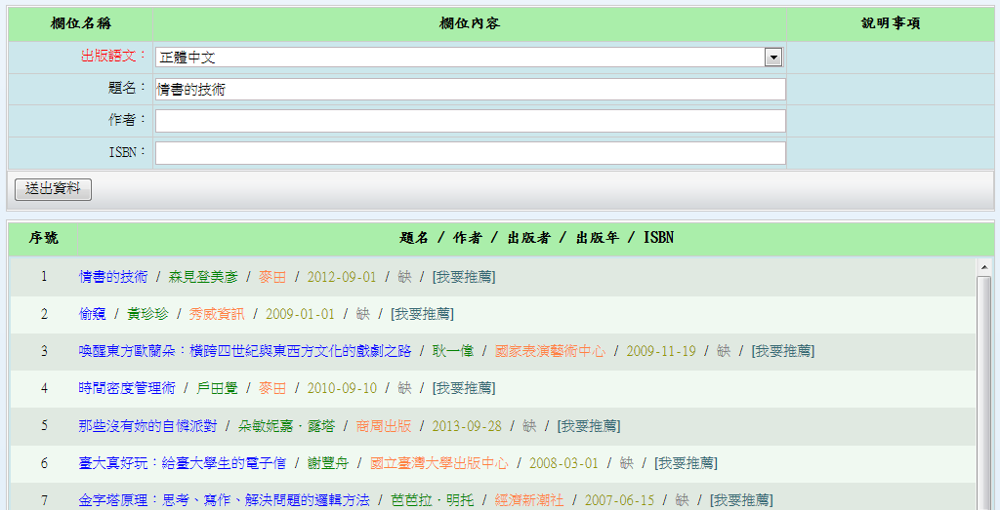 欄位名稱 欄位內容 說明事項
出版語文： 正體中文
題名： 情書的技術
作者：
ISBN：
送出資料
序號 題名 / 作者 / 出版者 / 出版年 / ISBN
1 情書的技術 / 森見登美彥 / 麥田 / 2012-09-01 / 缺 / [我要推薦]
2 偷窺 / 黃珍珍 / 秀威資訊 / 2009-01-01 / 缺 / [我要推薦]
3 喚醒東方歐蘭朵：橫跨四世紀與東西方文化的戲劇之路 / 耿一偉 / 國家表演藝術中心 / 2009-11-19 / 缺 / [我要推薦]
4 時間密度管理術 / 戶田覺 / 麥田 / 2010-09-10 / 缺 / [我要推薦]
5 那些沒有妳的自憐派對 / 朵敏妮嘉．露塔 / 商周出版 / 2013-09-28 / 缺 / [我要推薦]
6 臺大真好玩：給臺大學生的電子信 / 謝豐舟 / 國立臺灣大學出版中心 / 2008-03-01 / 缺 / [我要推薦]
7 金字塔原理：思考、寫作、解決問題的邏輯方法 / 芭芭拉．明托 / 經濟新潮社 / 2007-06-15 / 缺 / [我要推薦]